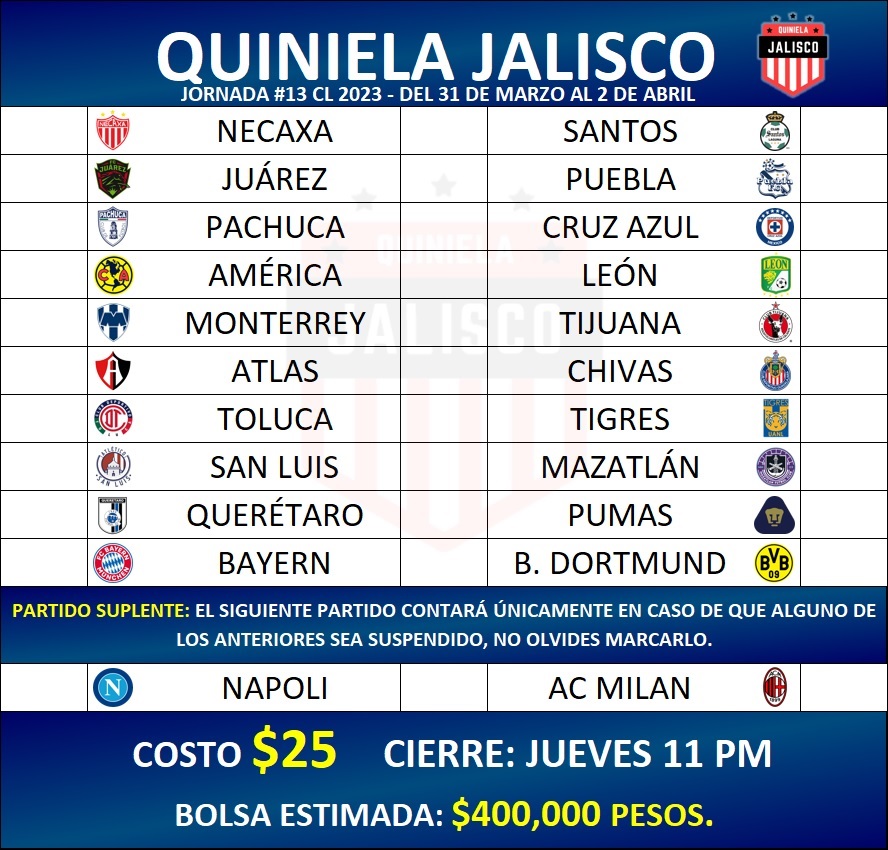 QUINIELA JALISCO
QUINIELA
JALISCO
JORNADA #13 CL 2023 - DEL 31 DE MARZO AL 2 DE ABRIL
NECAXA SANTOS
JUÁREZ PUEBLA
PACHUCA CRUZ AZUL
AMÉRICA LEÓN
MONTERREY TIJUANA
ATLAS CHIVAS
TOLUCA TIGRES
SAN LUIS MAZATLÁN
QUERÉTARO PUMAS
BAYERN B. DORTMUND
QUINIELA
JALISCO
PARTIDO SUPLENTE: EL SIGUIENTE PARTIDO CONTARÁ ÚNICAMENTE EN CASO DE QUE ALGUNO DE
LOS ANTERIORES SEA SUSPENDIDO, NO OLVIDES MARCARLO.
NAPOLI AC MILAN
COSTO $25 CIERRE: JUEVES 11 PM
BOLSA ESTIMADA: $400,000 PESOS.